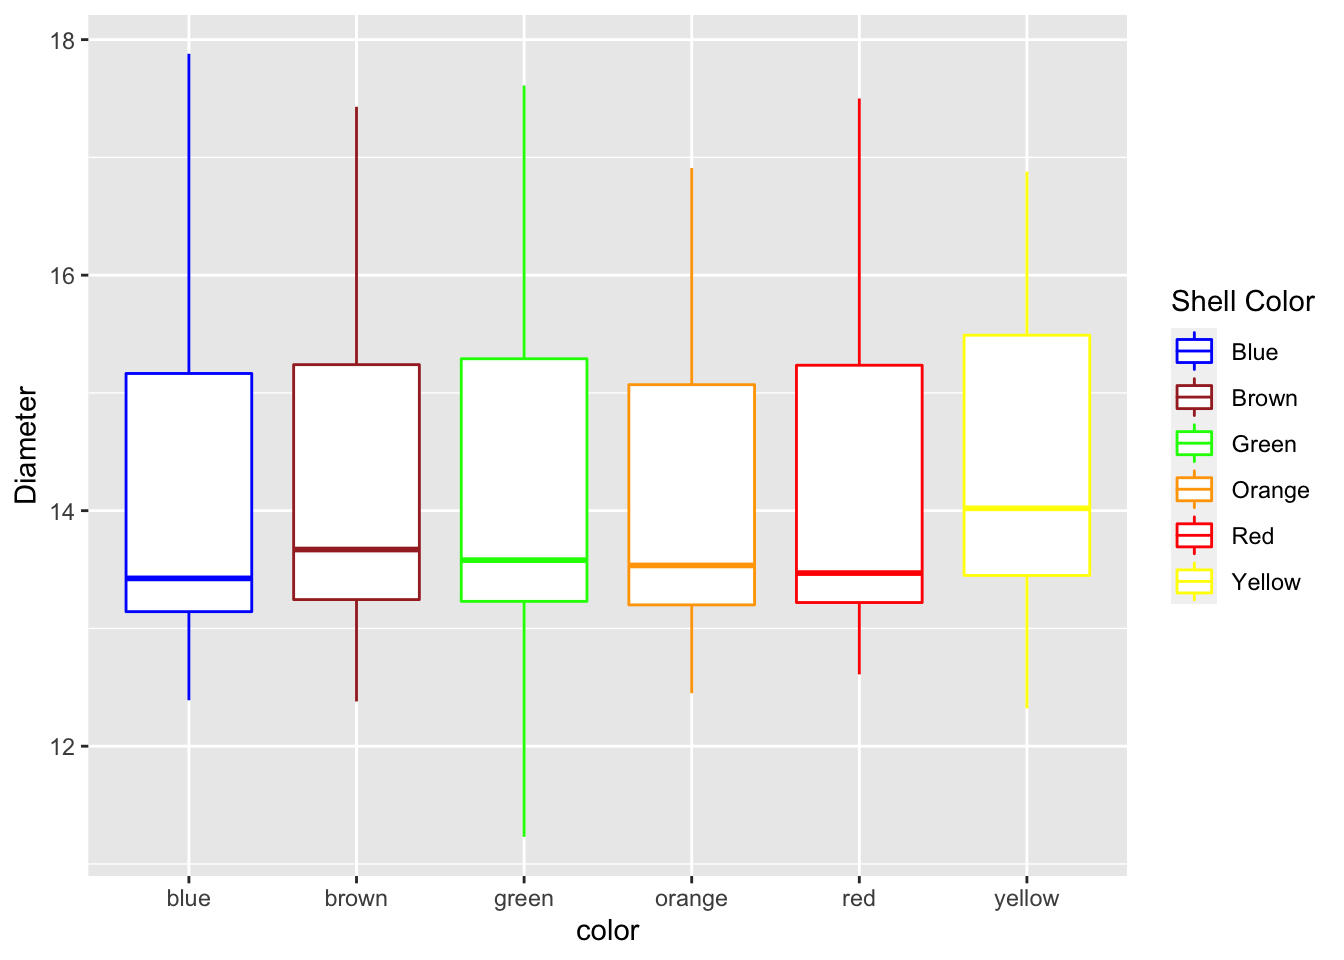 18
16
14
12
Diameter
blue brown green orange red yellow
color
Shell Color
Blue
Brown
Green
Orange
Red
Yellow